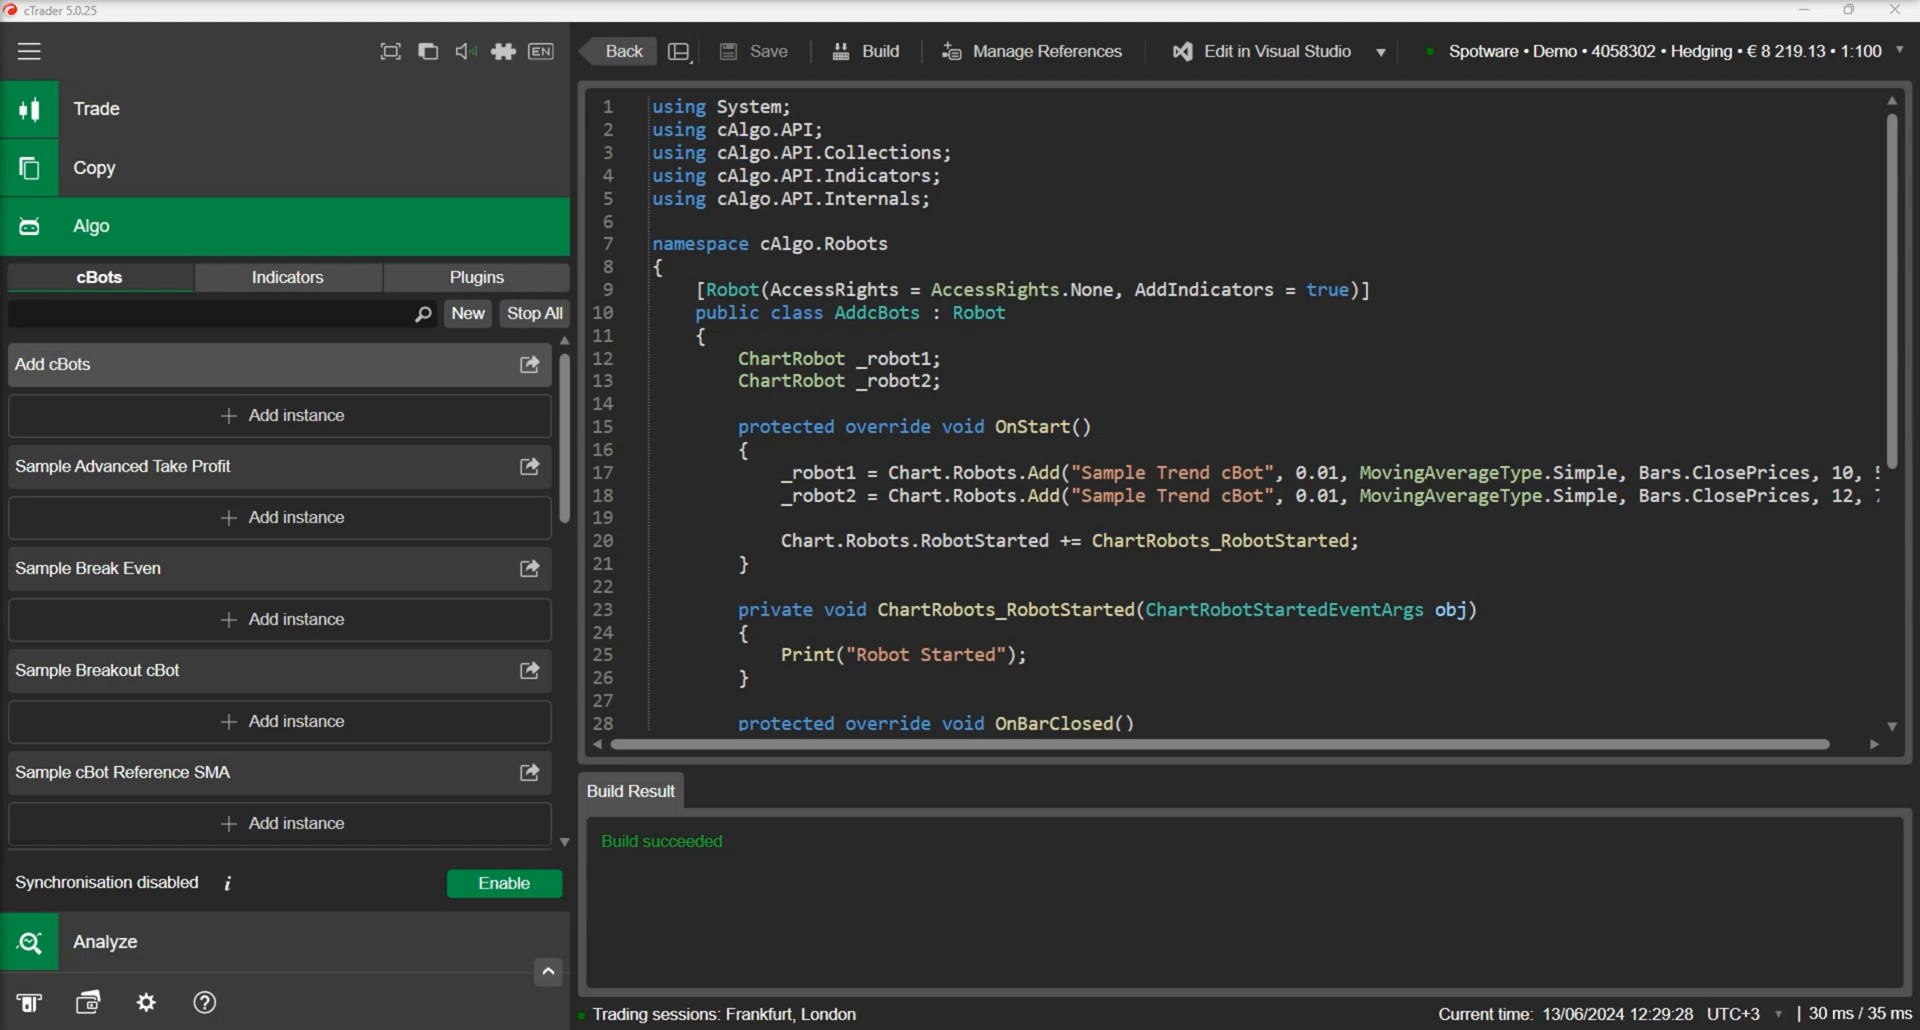 cTrader 5.0.25
EN
Back
Save
Build
Manage References
Edit in Visual Studio
Spotware • Demo • 4058302 • Hedging • € 8 219.13 • 1:100
Trade
Copy
Algo
cBots
Indicators
Plugins
New
Stop All
Add cBots
Add instance
Sample Advanced Take Profit
Add instance
Sample Break Even
Add instance
Sample Breakout cBot
Add instance
Sample cBot Reference SMA
Add instance
Synchronisation disabled
i
Enable
Analyze
1 using System;
2 using cAlgo.API;
3 using cAlgo.API.Collections;
4 using cAlgo.API.Indicators;
5 using cAlgo.API.Internals;
6
7 namespace cAlgo.Robots
8 {
9 [Robot(AccessRights = AccessRights.None, AddIndicators = true)]
10 public class AddcBots : Robot
11 {
12 ChartRobot _robot1;
13 ChartRobot _robot2;
14
15 protected override void OnStart()
16 {
17 _robot1 = Chart.Robots.Add("Sample Trend cBot", 0.01, MovingAverageType.Simple, Bars.ClosePrices, 10,
18 _robot2 = Chart.Robots.Add("Sample Trend cBot", 0.01, MovingAverageType.Simple, Bars.ClosePrices, 12,
19
20 Chart.Robots.RobotStarted += ChartRobots_RobotStarted;
21 }
22
23 private void ChartRobots_RobotStarted(ChartRobotStartedEventArgs obj)
24 {
25 Print("Robot Started");
26 }
27
28 protected override void OnBarClosed()
Build Result
Build succeeded
Trading sessions: Frankfurt, London
Current time: 13/06/2024 12:29:28 UTC+3 | 30 ms / 35 ms